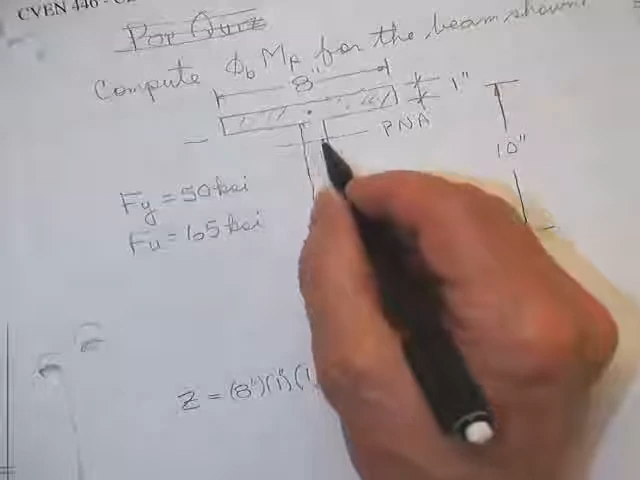 CVEN 446
Pop Quiz
Compute ϕb Mp for the beam shown.
8"
1"
PNA
10"
Fy = 50 ksi
Fu = 65 ksi
Z = (8")(1")(1.